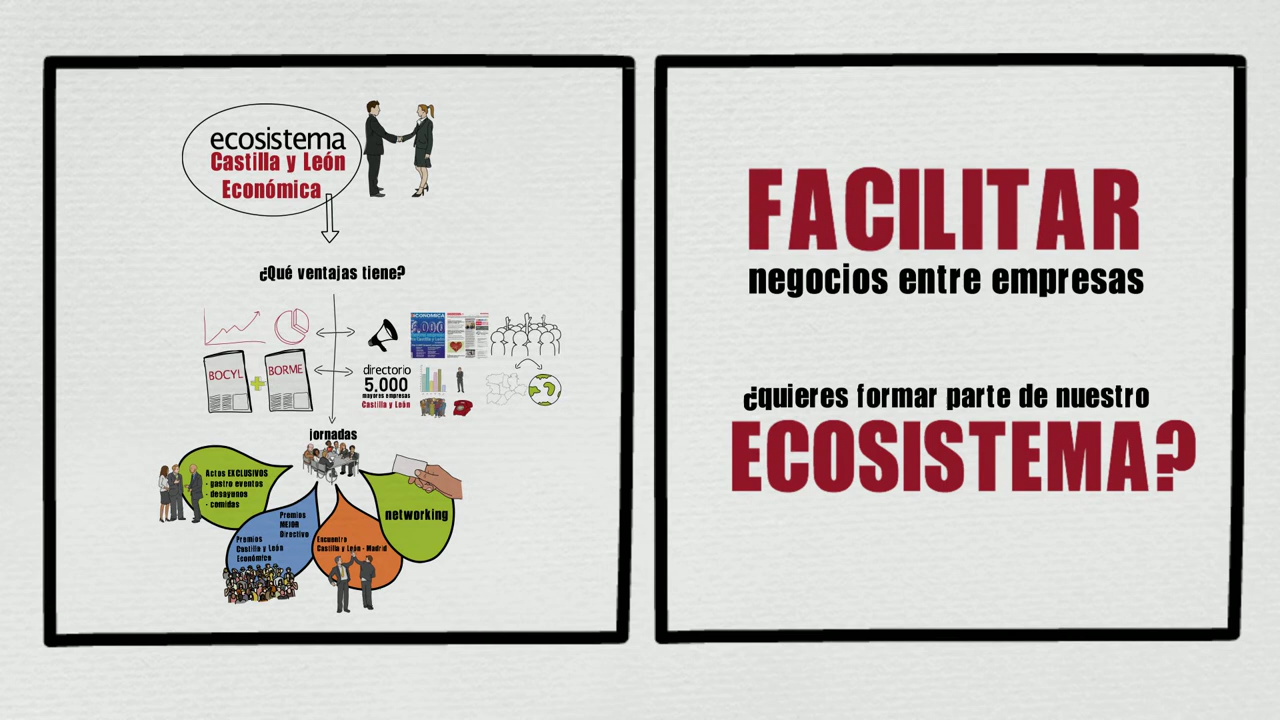 ecosistema
Castilla y León
Económica
¿Qué ventajas tiene?
BOCYL
BORME
directorio
5.000
mayores empresas
Castilla y León
jornadas
Actos EXCLUSIVOS
- gastro eventos
- desayunos
- comidas
Premios
MEJOR
Directivo
Premios
Castilla y León
Económica
Encuentro
Castilla y León - Madrid
networking
FACILITAR
negocios entre empresas
¿quieres formar parte de nuestro
ECOSISTEMA?